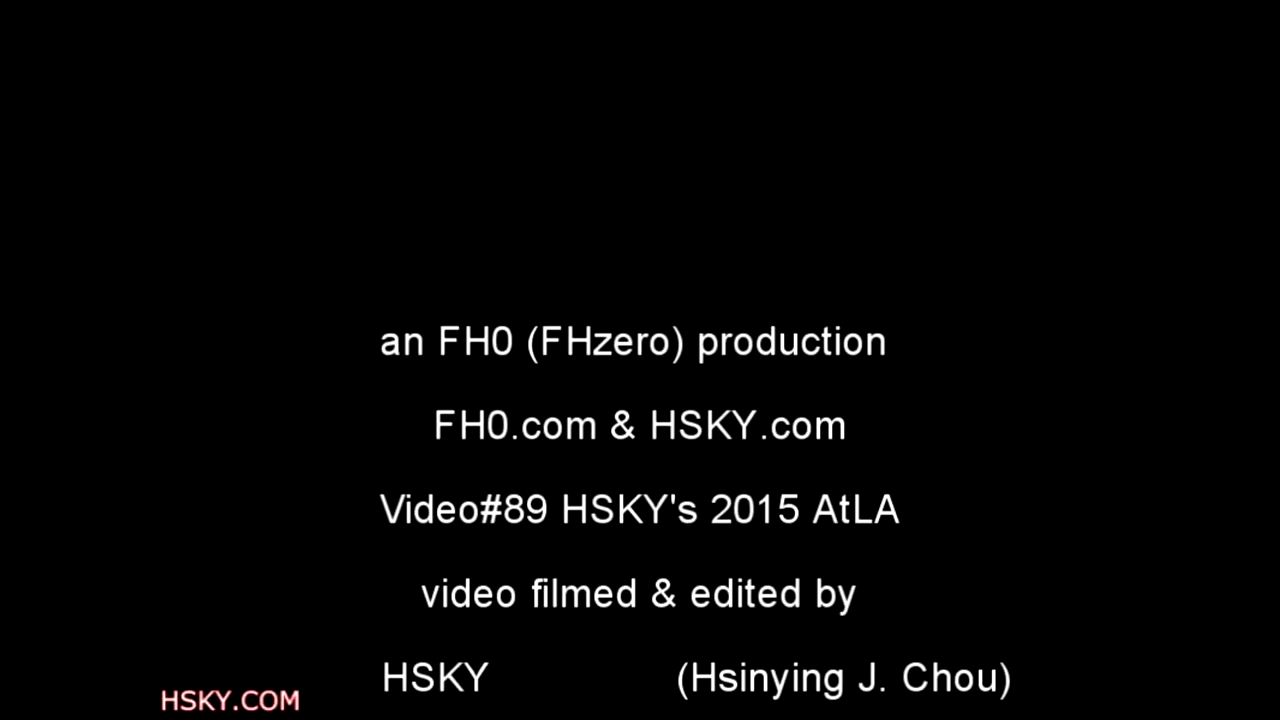 an FH0 (FHzero) production
FH0.com & HSKY.com
Video#89 HSKY's 2015 AtLA
video filmed & edited by
HSKY (Hsinying J. Chou)
HSKY.COM